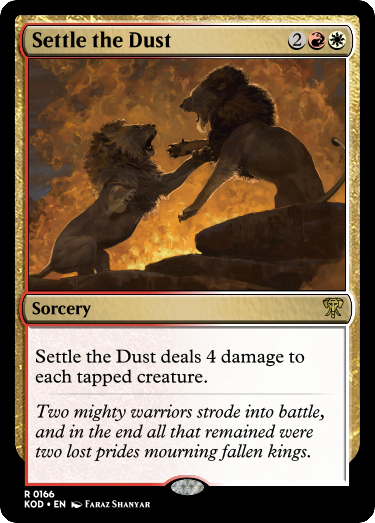 Settle the Dust 2
Sorcery
Settle the Dust deals 4 damage to
each tapped creature.
Two mighty warriors strode into battle,
and in the end all that remained were
two lost prides mourning fallen kings.
R 0166
KOD • EN Faraz Shanyar